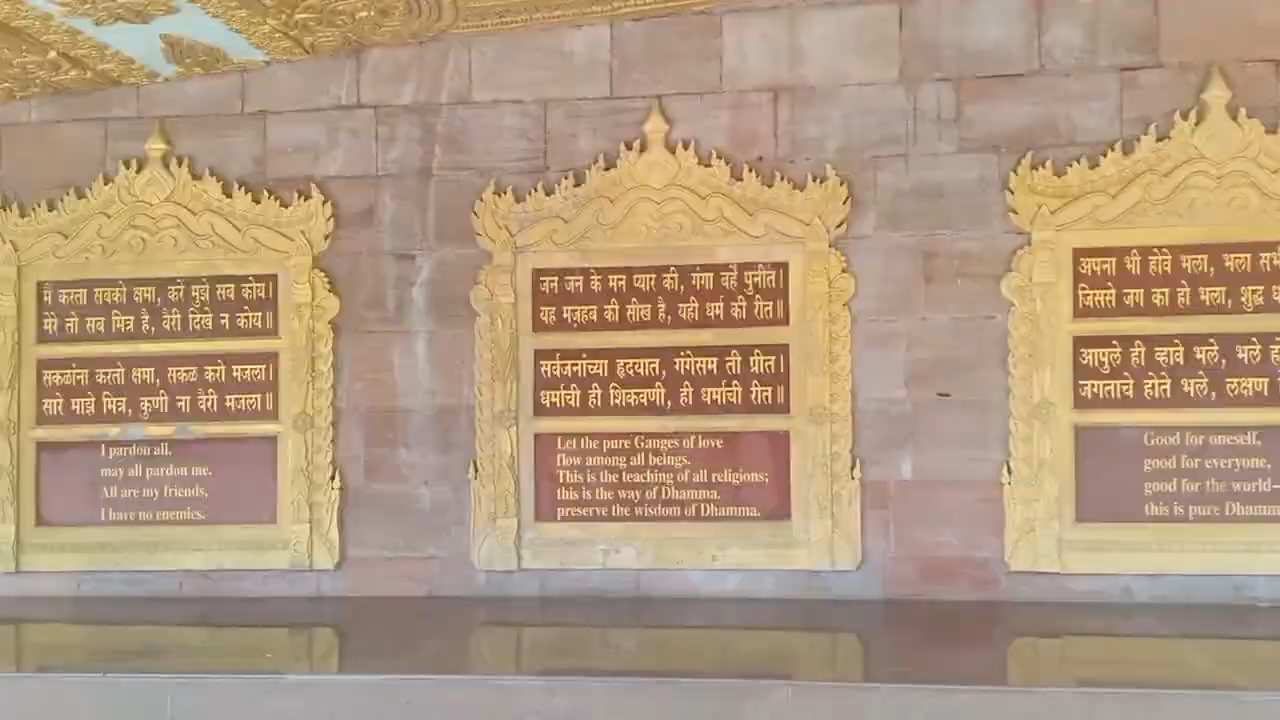 मैं करता सबको क्षमा, करें मुझे सब कोय।
मेरे तो सब मित्र है, वैरी दिखे न कोय॥
सकळांना करतो क्षमा, सकळ करो मजला।
सारे माझे मित्र, कुणी ना वैरी मजला॥
I pardon all,
may all pardon me.
All are my friends,
I have no enemies.
जन जन के मन प्यार की, गंगा वहें पुनीत।
यह मज़हब की सीख है, यही धर्म की रीत॥
सर्वजनांच्या हृदयात, गंगेसम ती प्रीत।
धर्माची ही शिकवणी, ही धर्माची रीत॥
Let the pure Ganges of love
flow among all beings.
This is the teaching of all religions;
this is the way of Dhamma.
preserve the wisdom of Dhamma.
अपना भी होवे भला, भला
जिससे जग का हो भला, शुद्ध
आपुले ही व्हावे भले, भले
जगताचे होते भले, लक्षण
Good for oneself,
good for everyone,
good for the world—
this is pure Dhamm